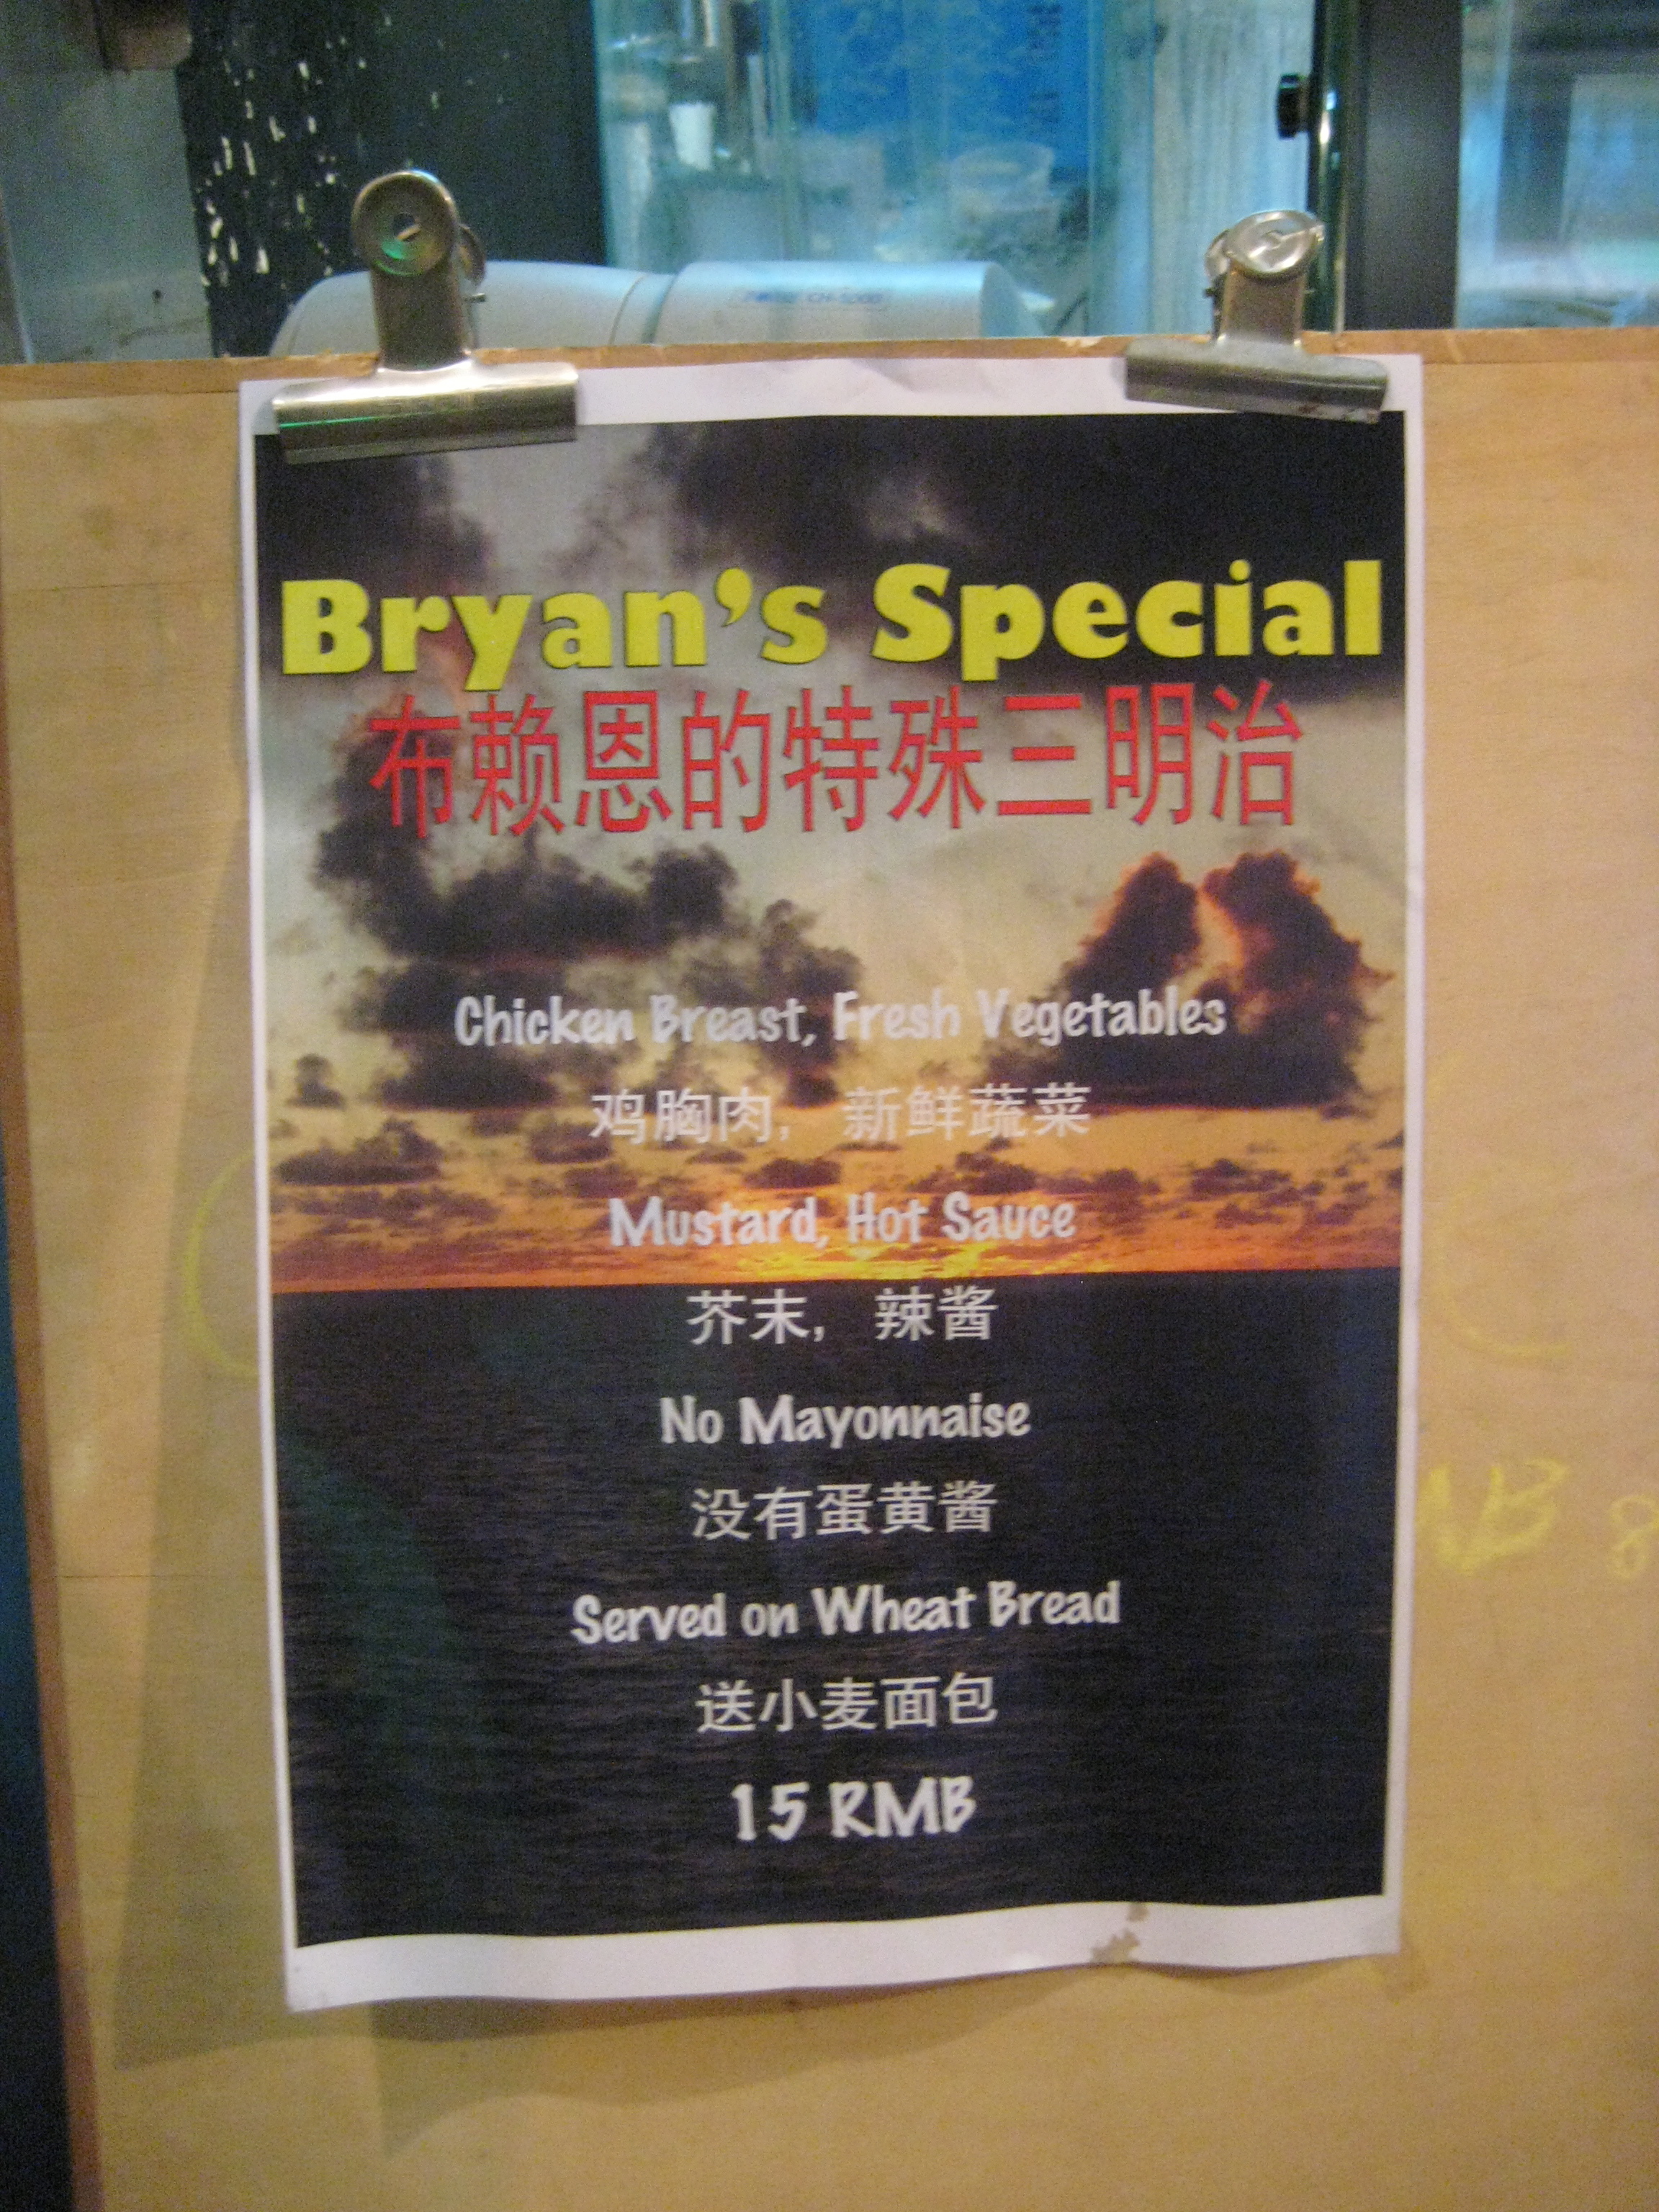 Bryan's Special
布赖恩的特殊三明治
Chicken Breast, Fresh Vegetables
鸡胸肉，新鲜蔬菜
Mustard, Hot Sauce
芥末，辣酱
No Mayonnaise
没有蛋黄酱
Served on Wheat Bread
送小麦面包
15 RMB